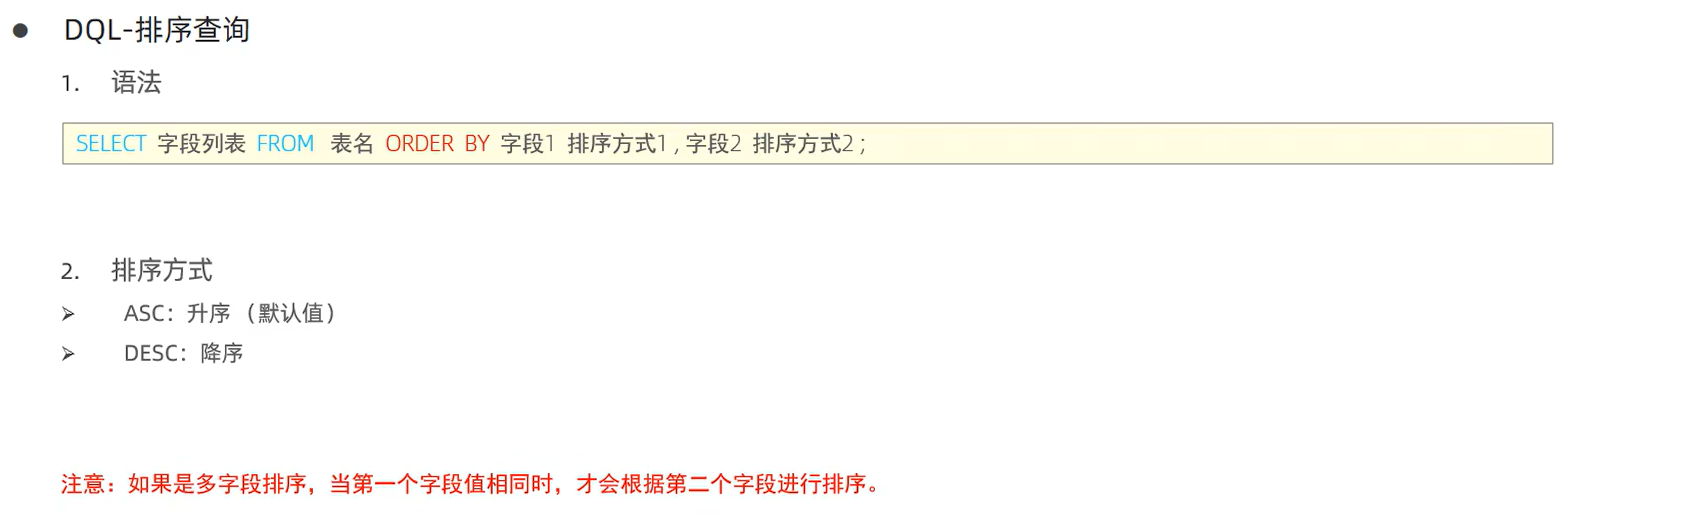 ● DQL-排序查询
1. 语法
SELECT 字段列表 FROM 表名 ORDER BY 字段1 排序方式1 , 字段2 排序方式2 ;
2. 排序方式
➢ ASC：升序（默认值）
➢ DESC：降序
注意：如果是多字段排序，当第一个字段值相同时，才会根据第二个字段进行排序。